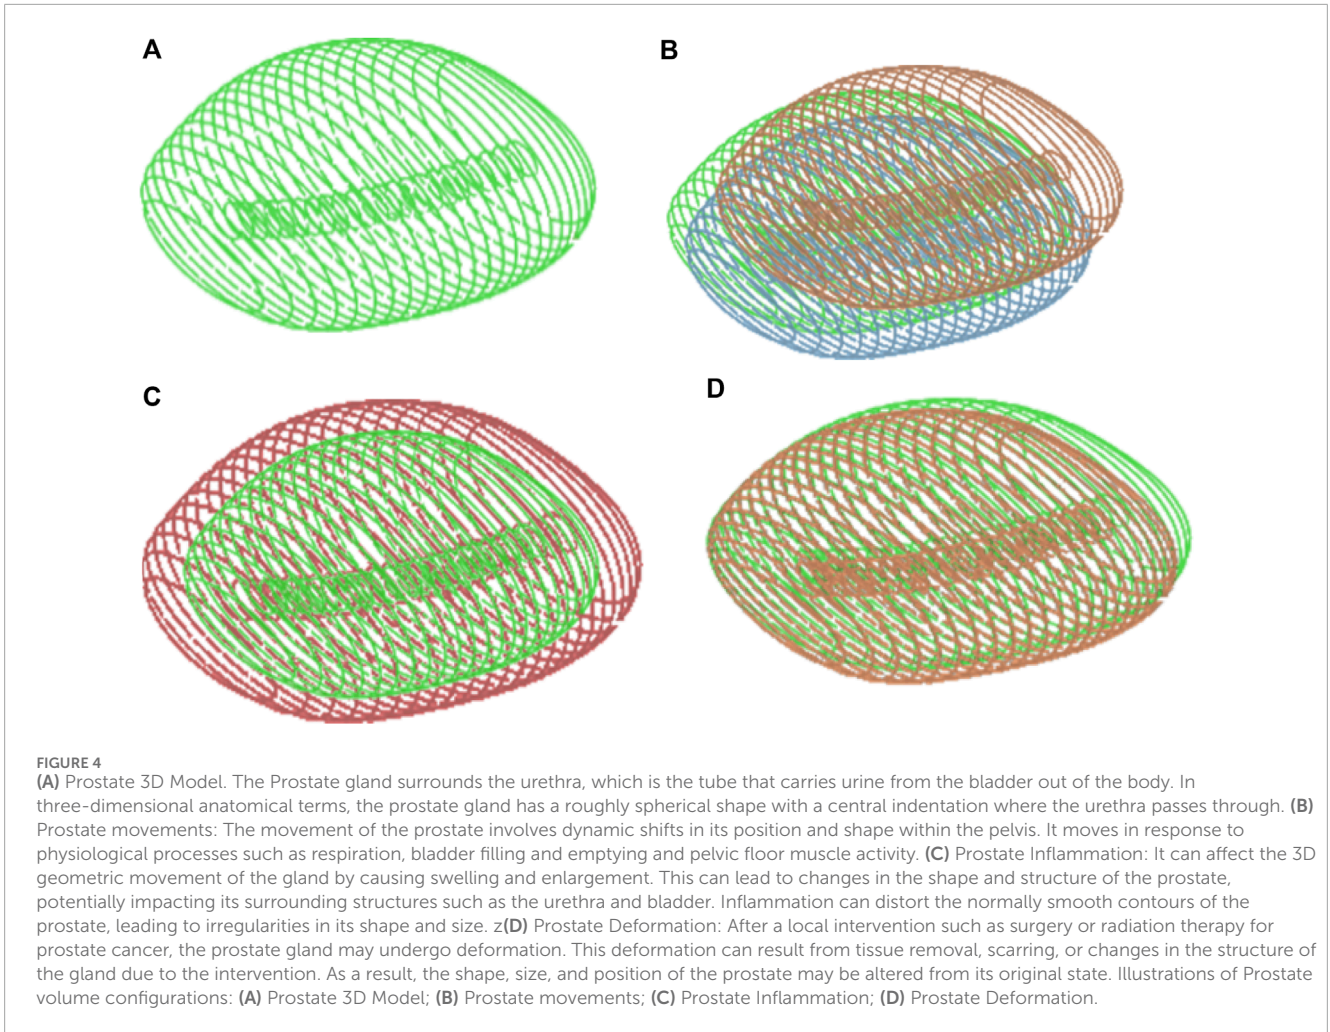 A
B
C
D
FIGURE 4
(A) Prostate 3D Model. The Prostate gland surrounds the urethra, which is the tube that carries urine from the bladder out of the body. In
three-dimensional anatomical terms, the prostate gland has a roughly spherical shape with a central indentation where the urethra passes through. (B)
Prostate movements: The movement of the prostate involves dynamic shifts in its position and shape within the pelvis. It moves in response to
physiological processes such as respiration, bladder filling and emptying and pelvic floor muscle activity. (C) Prostate Inflammation: It can affect the 3D
geometric movement of the gland by causing swelling and enlargement. This can lead to changes in the shape and structure of the prostate,
potentially impacting its surrounding structures such as the urethra and bladder. Inflammation can distort the normally smooth contours of the
prostate, leading to irregularities in its shape and size. z(D) Prostate Deformation: After a local intervention such as surgery or radiation therapy for
prostate cancer, the prostate gland may undergo deformation. This deformation can result from tissue removal, scarring, or changes in the structure of
the gland due to the intervention. As a result, the shape, size, and position of the prostate may be altered from its original state. Illustrations of Prostate
volume configurations: (A) Prostate 3D Model; (B) Prostate movements; (C) Prostate Inflammation; (D) Prostate Deformation.